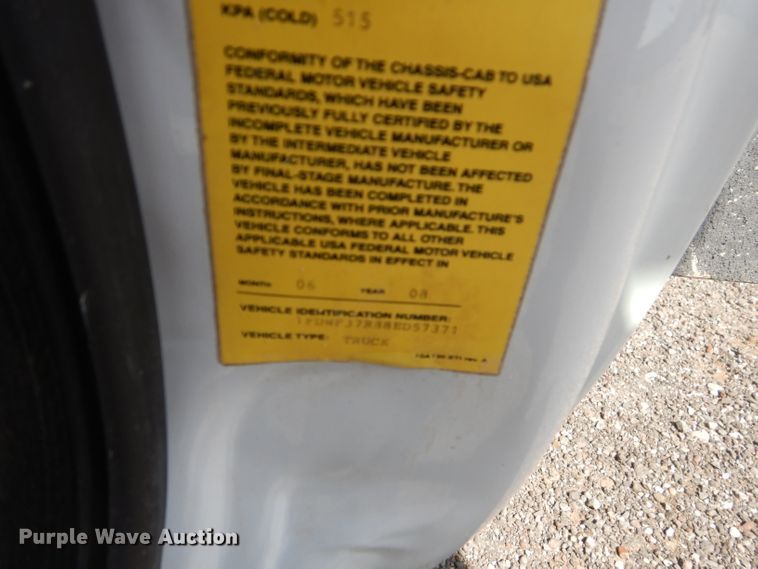 KPA (COLD) 515
CONFORMITY OF THE CHASSIS-CAB TO USA
FEDERAL MOTOR VEHICLE SAFETY
STANDARDS, WHICH HAVE BEEN
PREVIOUSLY FULLY CERTIFIED BY THE
INCOMPLETE VEHICLE MANUFACTURER OR
BY THE INTERMEDIATE VEHICLE
MANUFACTURER, HAS NOT BEEN AFFECTED
BY FINAL-STAGE MANUFACTURE. THE
VEHICLE HAS BEEN COMPLETED IN
ACCORDANCE WITH PRIOR MANUFACTURE'S
INSTRUCTIONS, WHERE APPLICABLE. THIS
VEHICLE CONFORMS TO ALL OTHER
APPLICABLE USA FEDERAL MOTOR VEHICLE
SAFETY STANDARDS IN EFFECT IN
MONTH 06 YEAR 08
VEHICLE IDENTIFICATION NUMBER:
VEHICLE TYPE: TRUCK
Purple Wave Auction